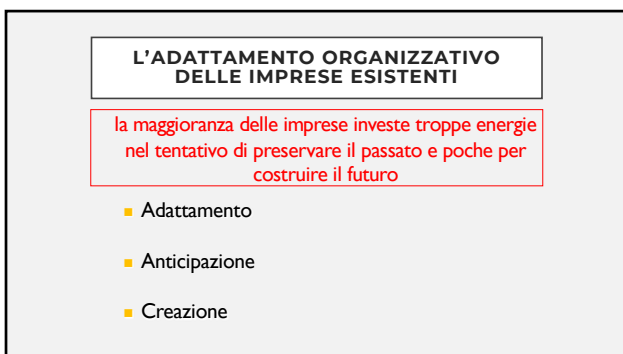 L’ADATTAMENTO ORGANIZZATIVO
DELLE IMPRESE ESISTENTI
la maggioranza delle imprese investe troppe energie
nel tentativo di preservare il passato e poche per
costruire il futuro
Adattamento
Anticipazione
Creazione